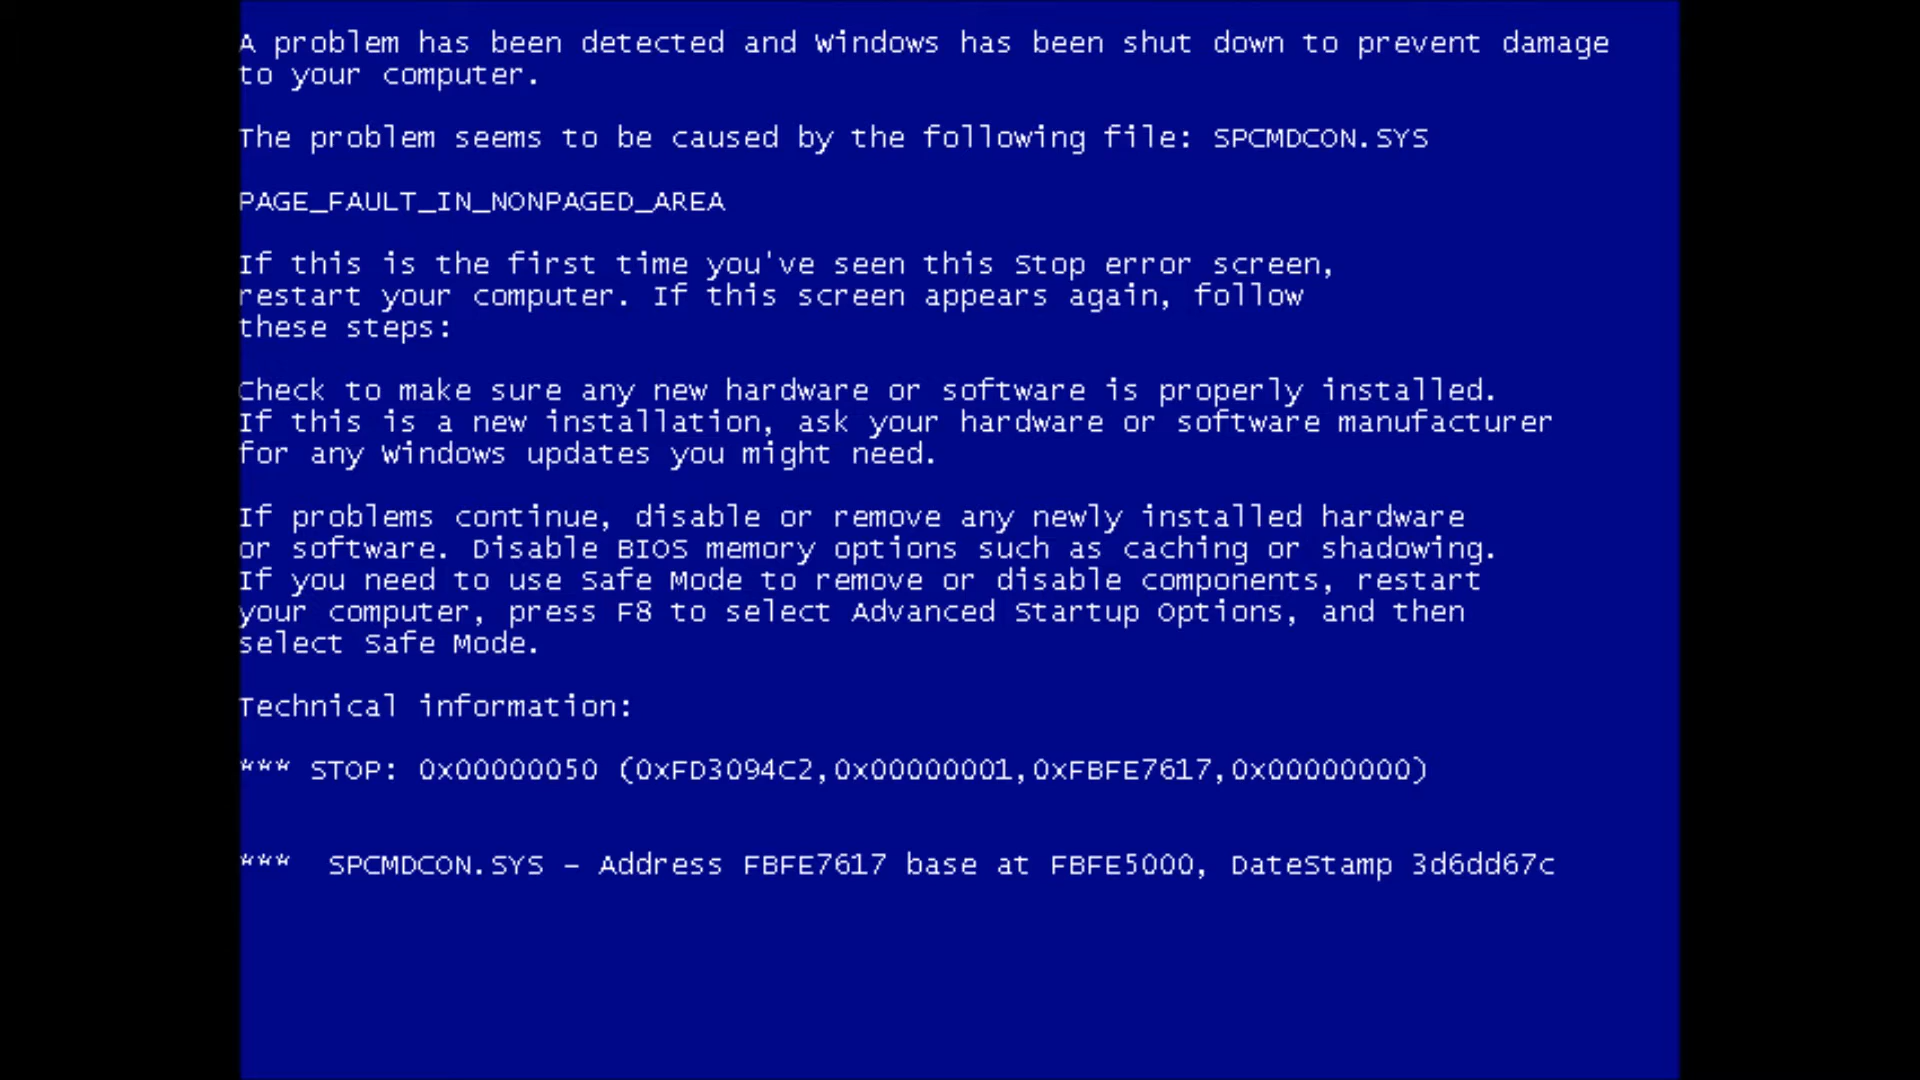 A problem has been detected and Windows has been shut down to prevent damage
to your computer.
The problem seems to be caused by the following file: SPCMDCON.SYS
PAGE_FAULT_IN_NONPAGED_AREA
If this is the first time you've seen this Stop error screen,
restart your computer. If this screen appears again, follow
these steps:
Check to make sure any new hardware or software is properly installed.
If this is a new installation, ask your hardware or software manufacturer
for any Windows updates you might need.
If problems continue, disable or remove any newly installed hardware
or software. Disable BIOS memory options such as caching or shadowing.
If you need to use Safe Mode to remove or disable components, restart
your computer, press F8 to select Advanced Startup Options, and then
select Safe Mode.
Technical information:
*** STOP: 0x00000050 (0xFD3094C2,0x00000001,0xFBFE7617,0x00000000)
***  SPCMDCON.SYS – Address FBFE7617 base at FBFE5000, DateStamp 3d6dd67c